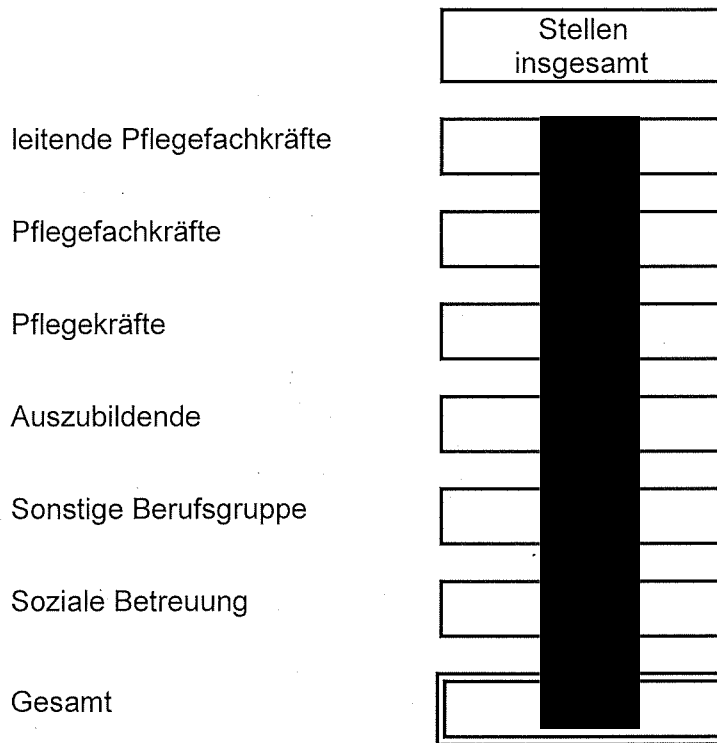 Stellen
insgesamt
leitende Pflegefachkräfte
Pflegefachkräfte
Pflegekräfte
Auszubildende
Sonstige Berufsgruppe
Soziale Betreuung
Gesamt